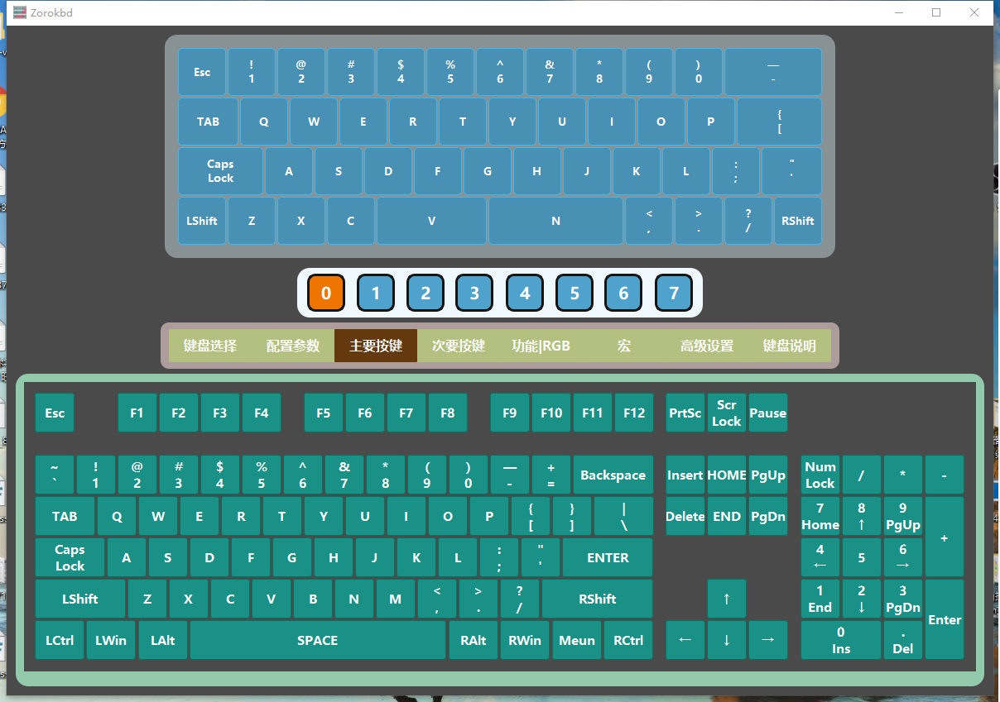 Zorokbd
Esc ! @ # $ % ^ & * ( ) —
1 2 3 4 5 6 7 8 9 0 -
TAB Q W E R T Y U I O P {
[
Caps
Lock A S D F G H J K L : "
; '
LShift Z X C V N < > ? RShift
, . /
0 1 2 3 4 5 6 7
键盘选择 配置参数 主要按键 次要按键 功能|RGB 宏 高级设置 键盘说明
Esc F1 F2 F3 F4 F5 F6 F7 F8 F9 F10 F11 F12 PrtSc Scr Pause
Lock
~ ! @ # $ % ^ & * ( ) — + Backspace Insert HOME PgUp Num / * -
` 1 2 3 4 5 6 7 8 9 0 - = Lock
TAB Q W E R T Y U I O P { } | Delete END PgDn 7 8 9 +
[ ] \ Home ↑ PgUp
Caps A S D F G H J K L : " ENTER 4 5 6
Lock ; ' ← →
LShift Z X C V B N M < > ? RShift ↑ 1 2 3 Enter
, . / End ↓ PgDn
LCtrl LWin LAlt SPACE RAlt RWin Meun RCtrl ← ↓ → 0 .
Ins Del